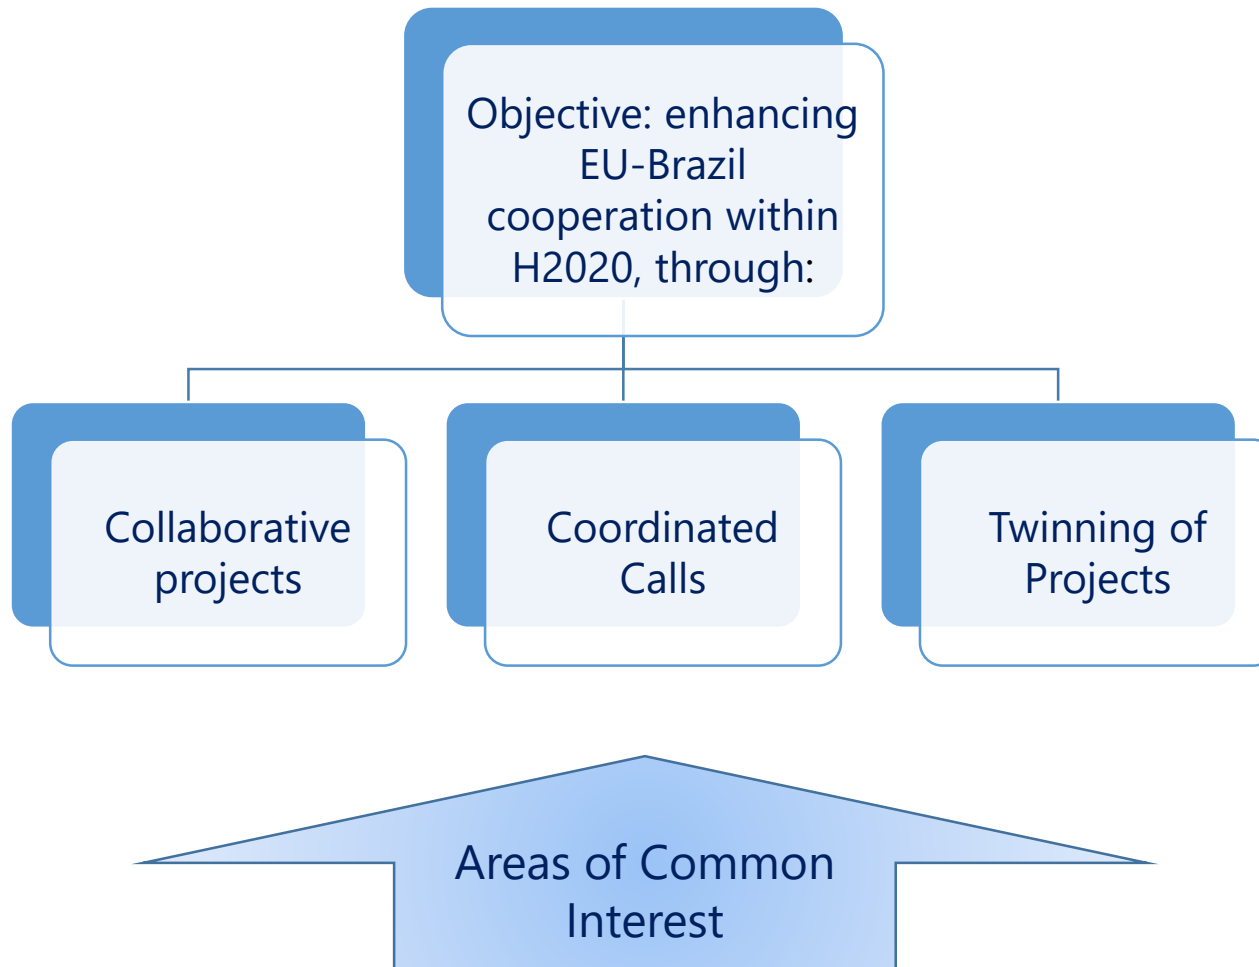 Objective: enhancing
EU-Brazil
cooperation within
H2020, through:
Collaborative
projects
Coordinated
Calls
Twinning of
Projects
Areas of Common
Interest